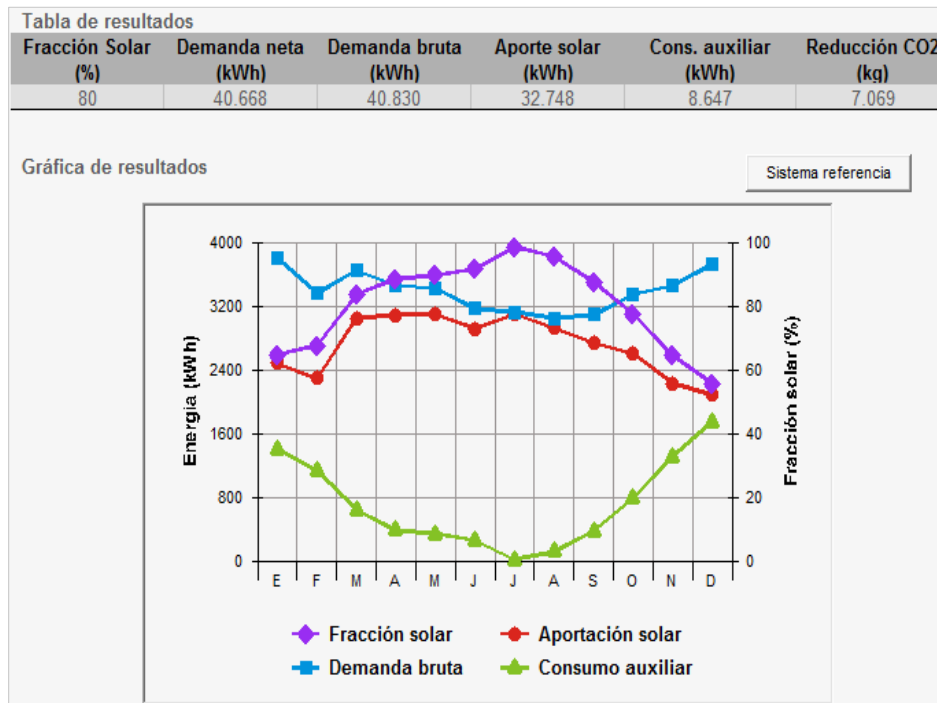 Tabla de resultados
Fracción Solar (%) Demanda neta (kWh) Demanda bruta (kWh) Aporte solar (kWh) Cons. auxiliar (kWh) Reducción CO2 (kg)
80 40.668 40.830 32.748 8.647 7.069
Gráfica de resultados
Sistema referencia
4000 100
3200 80
2400 60
1600 40
800 20
0 0
Energía (kWh)
Fracción solar (%)
E F M A M J J A S O N D
Fracción solar Aportación solar
Demanda bruta Consumo auxiliar